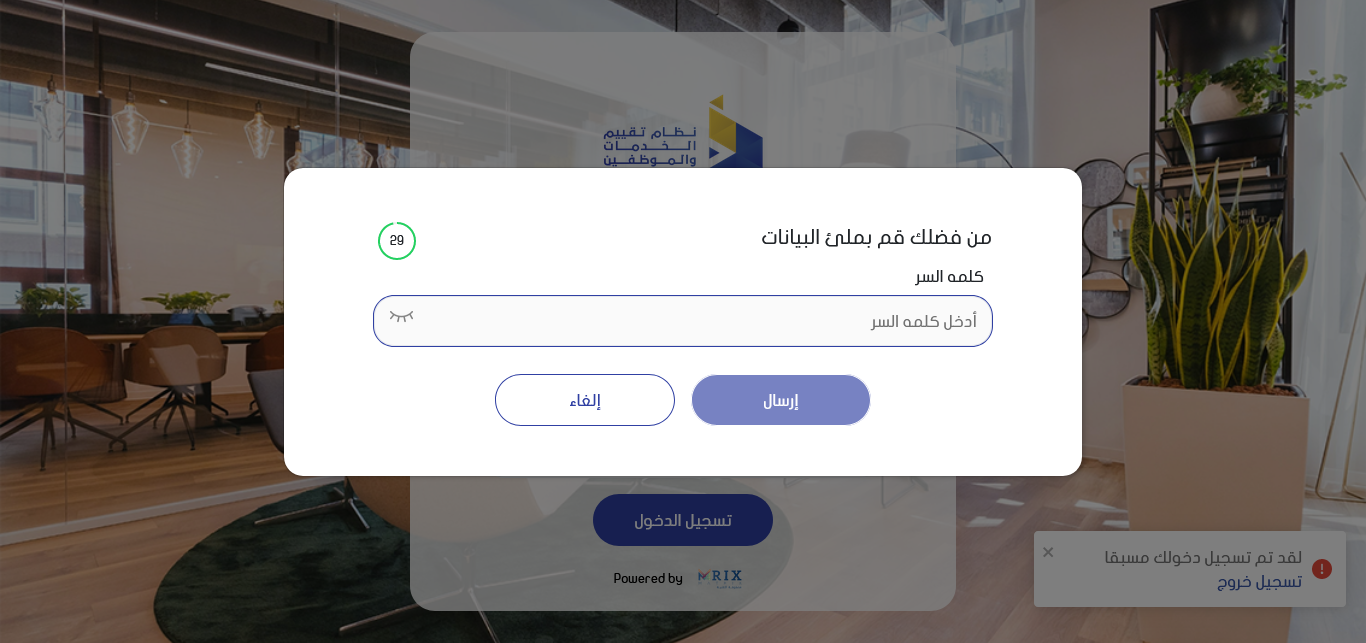 نظام تقييم
الخدمات
والموظفين
من فضلك قم بملئ البيانات
29
كلمه السر
أدخل كلمه السر
إرسال
إلغاء
تسجيل الدخول
Powered by
RIX
لقد تم تسجيل دخولك مسبقا
تسجيل خروج